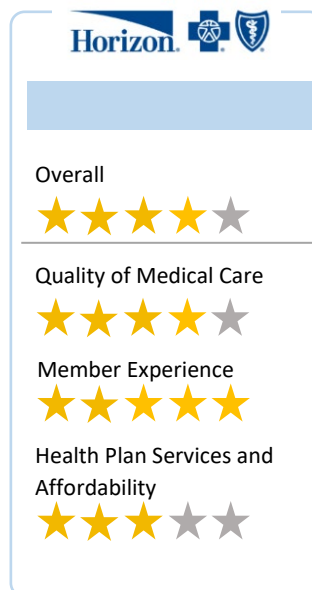 Horizon.
Overall
Quality of Medical Care
Member Experience
Health Plan Services and
Affordability